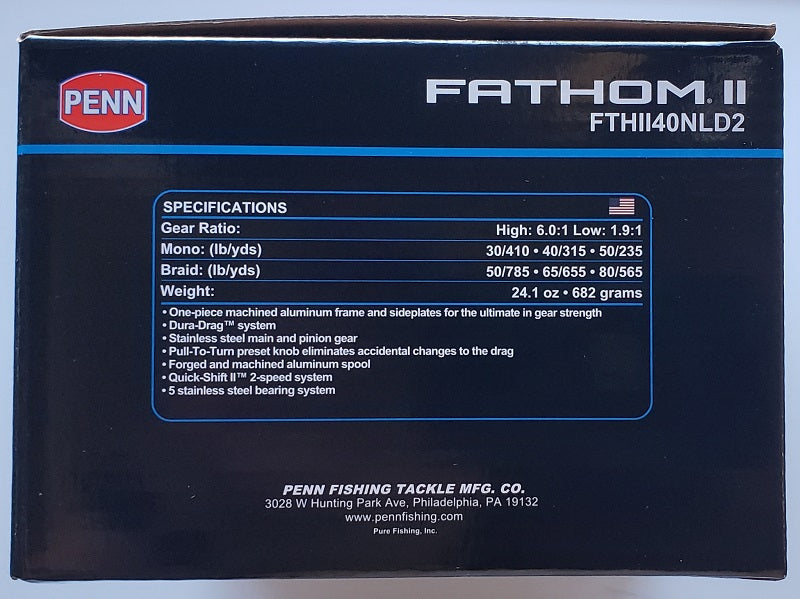 PENN
FATHOM® II
FTHII40NLD2
SPECIFICATIONS
Gear Ratio: High: 6.0:1 Low: 1.9:1
Mono: (lb/yds) 30/410 • 40/315 • 50/235
Braid: (lb/yds) 50/785 • 65/655 • 80/565
Weight: 24.1 oz • 682 grams
• One-piece machined aluminum frame and sideplates for the ultimate in gear strength
• Dura-Drag™ system
• Stainless steel main and pinion gear
• Pull-To-Turn preset knob eliminates accidental changes to the drag
• Forged and machined aluminum spool
• Quick-Shift II™ 2-speed system
• 5 stainless steel bearing system
PENN FISHING TACKLE MFG. CO.
3028 W Hunting Park Ave, Philadelphia, PA 19132
www.pennfishing.com
Pure Fishing, Inc.